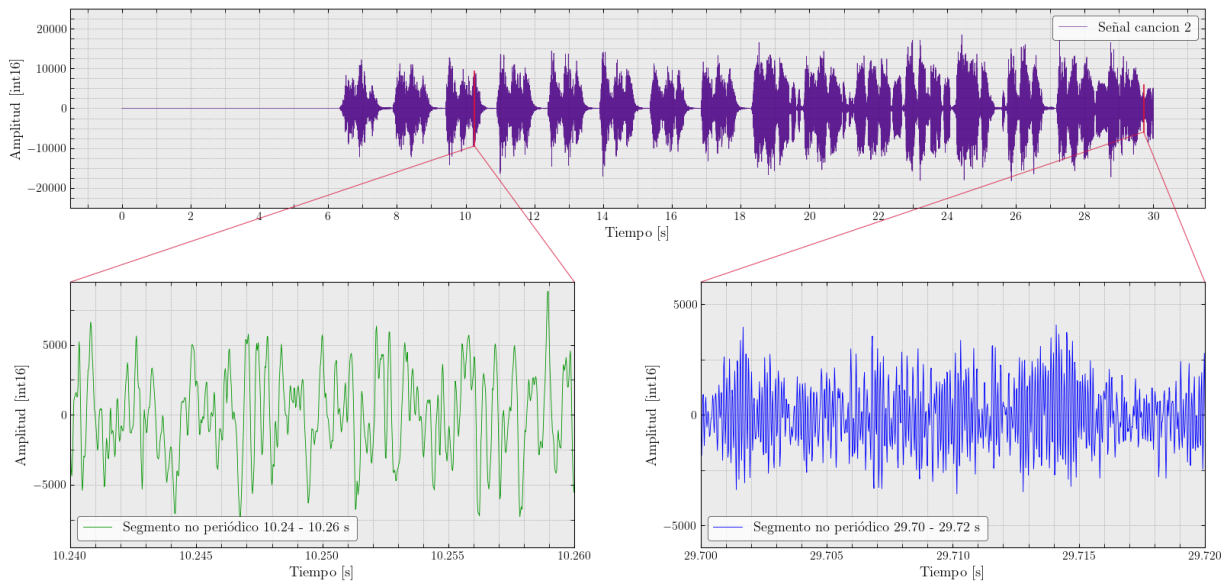 20000
10000
0
−10000
−20000
Amplitud [int16]
Señal cancion 2
0 2 4 6 8 10 12 14 16 18 20 22 24 26 28 30
Tiempo [s]
5000
0
−5000
Amplitud [int16]
Segmento no periódico 10.24 - 10.26 s
10.240 10.245 10.250 10.255 10.260
Tiempo [s]
5000
0
−5000
Amplitud [int16]
Segmento no periódico 29.70 - 29.72 s
29.700 29.705 29.710 29.715 29.720
Tiempo [s]